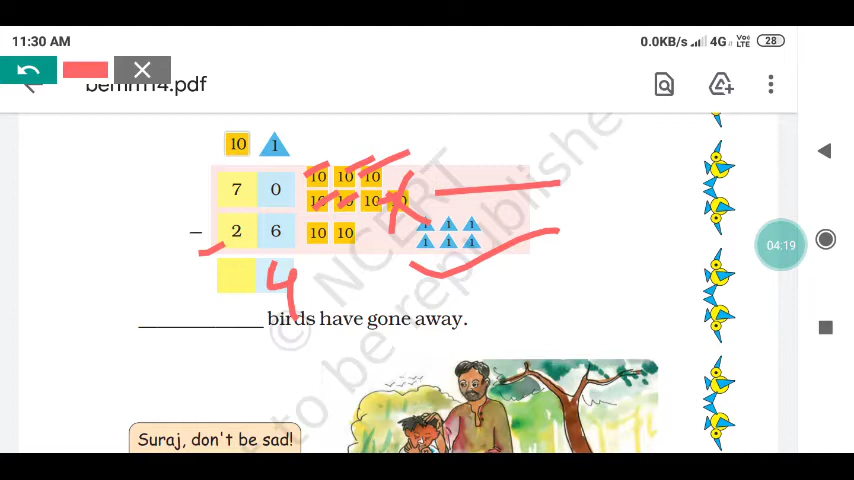 11:30 AM
0.0KB/s 4G VoLTE 28
bemh114.pdf
10 1
7 0 10 10 10
10 10 10 10
− 2 6 10 10 1 1 1
1 1 1
4
____________ birds have gone away.
© NCERT
to be republished
Suraj, don't be sad!
04:19